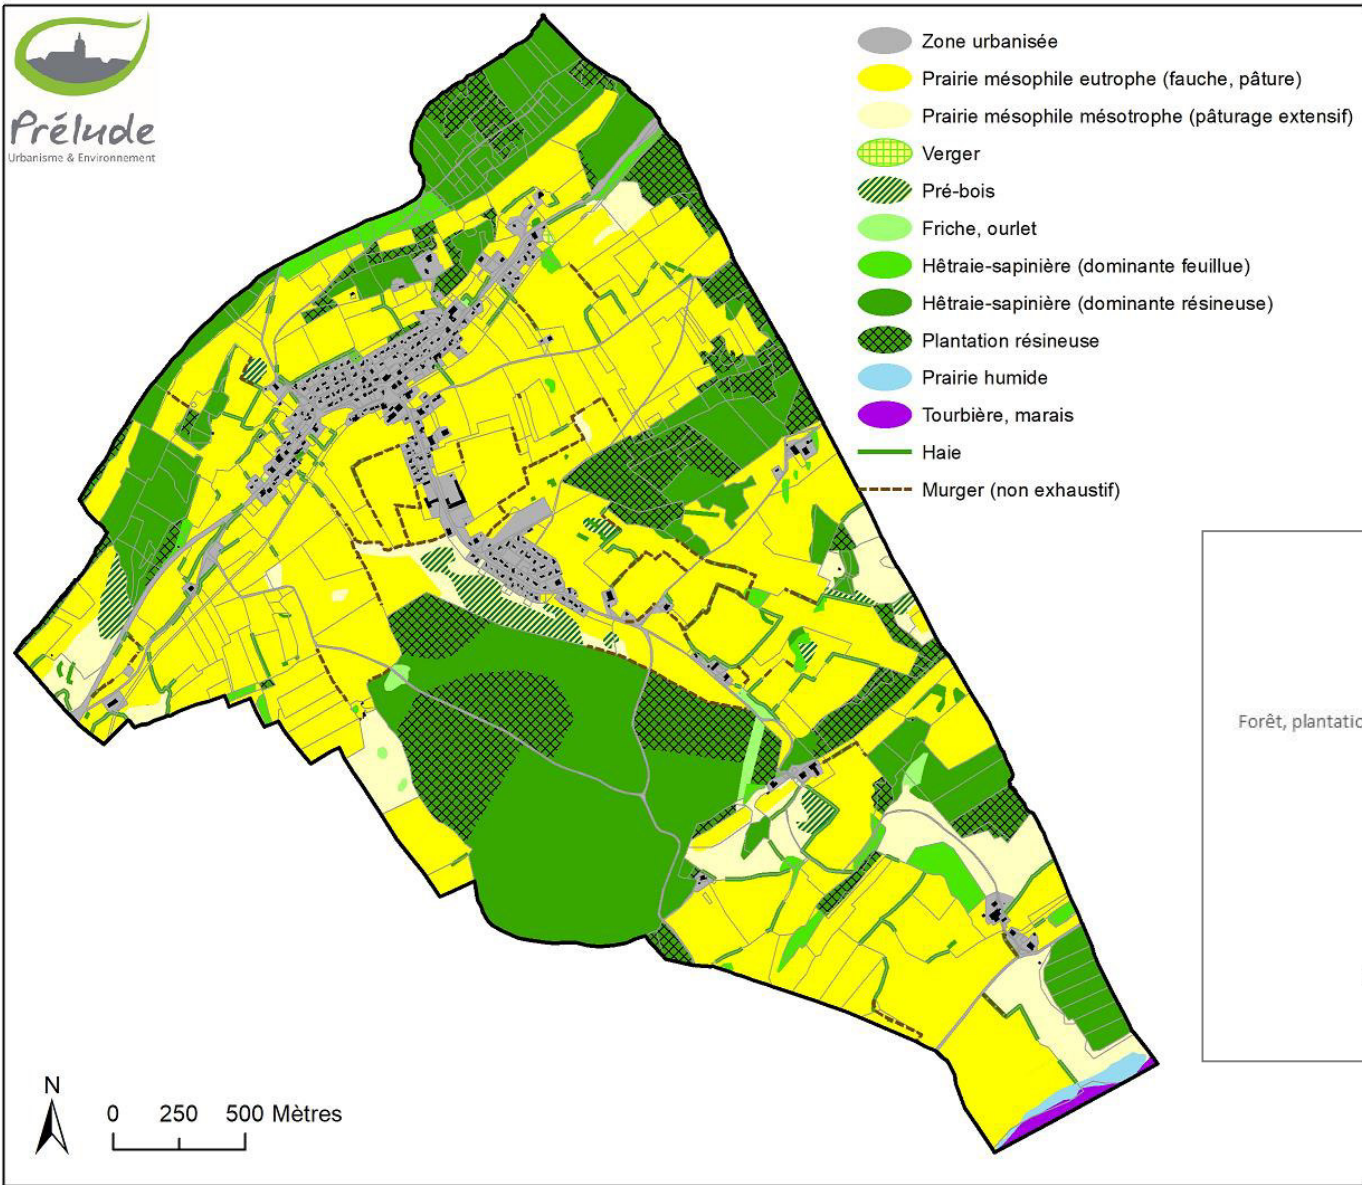 Prélude
Urbanisme & Environnement
Zone urbanisée
Prairie mésophile eutrophe (fauche, pâture)
Prairie mésophile mésotrophe (pâturage extensif)
Verger
Pré-bois
Friche, ourlet
Hêtraie-sapinière (dominante feuillue)
Hêtraie-sapinière (dominante résineuse)
Plantation résineuse
Prairie humide
Tourbière, marais
Haie
Murger (non exhaustif)
Forêt, plantatic
N
0 250 500 Mètres